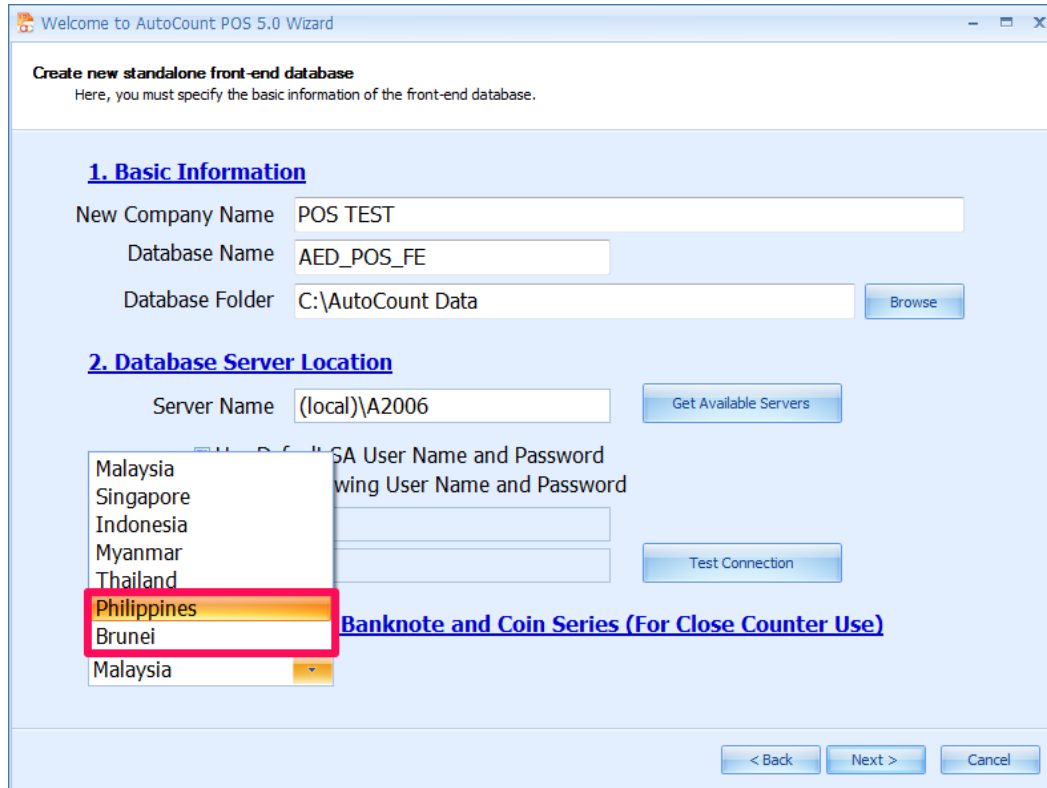 Welcome to AutoCount POS 5.0 Wizard
Create new standalone front-end database
Here, you must specify the basic information of the front-end database.
1. Basic Information
New Company Name POS TEST
Database Name AED_POS_FE
Database Folder C:\AutoCount Data Browse
2. Database Server Location
Server Name (local)\A2006 Get Available Servers
SA User Name and Password
User Name and Password
Malaysia
Singapore
Indonesia
Myanmar
Thailand
Philippines
Brunei
Test Connection
Banknote and Coin Series (For Close Counter Use)
Malaysia
< Back Next > Cancel